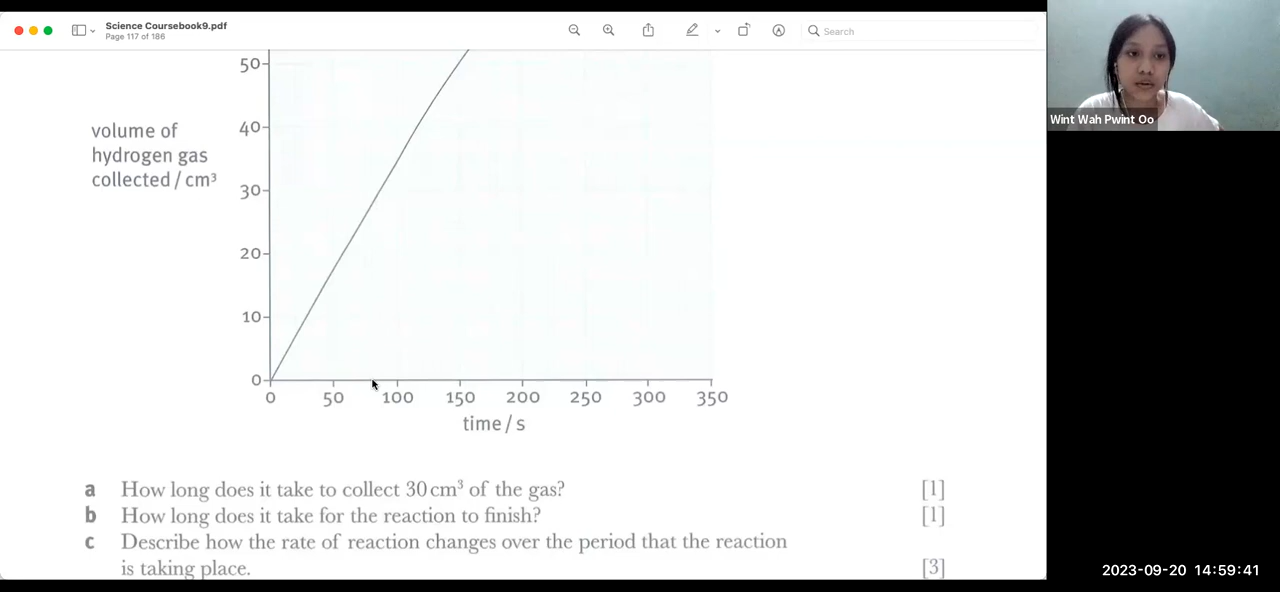 Science Coursebook9.pdf
Page 117 of 186
Search
Wint Wah Pwint Oo
50
volume of
hydrogen gas
collected / cm³
40
30
20
10
0
0 50 100 150 200 250 300 350
time / s
a How long does it take to collect 30 cm³ of the gas? [1]
b How long does it take for the reaction to finish? [1]
c Describe how the rate of reaction changes over the period that the reaction
is taking place. [3]
2023-09-20 14:59:41